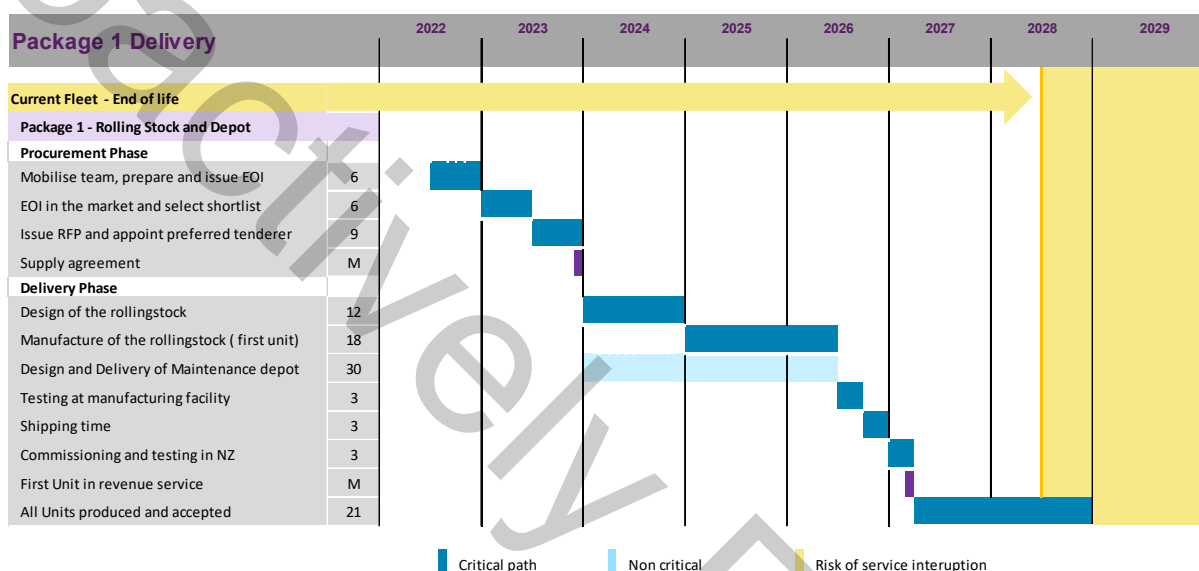 Package 1 Delivery 2022 2023 2024 2025 2026 2027 2028 2029
Current Fleet - End of life
Package 1 - Rolling Stock and Depot
Procurement Phase
Mobilise team, prepare and issue EOI 6
EOI in the market and select shortlist 6
Issue RFP and appoint preferred tenderer 9
Supply agreement M
Delivery Phase
Design of the rollingstock 12
Manufacture of the rollingstock ( first unit) 18
Design and Delivery of Maintenance depot 30
Testing at manufacturing facility 3
Shipping time 3
Commissioning and testing in NZ 3
First Unit in revenue service M
All Units produced and accepted 21
Critical path Non critical Risk of service interuption
actively